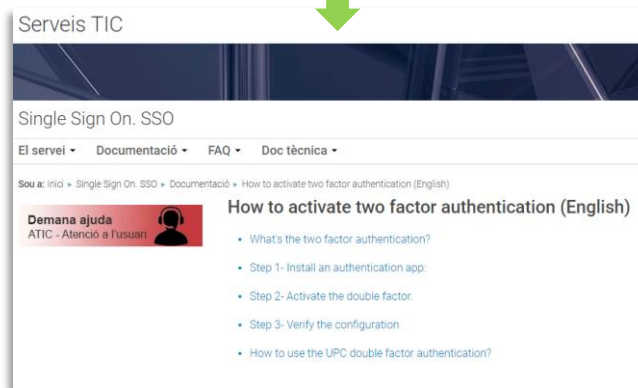 Serveis TIC
Single Sign On. SSO
El servei Documentació FAQ Doc tècnica
Sou a: Inici Single Sign On. SSO Documentació How to activate two factor authentication (English)
Demana ajuda
ATIC - Atenció a l'usuari
How to activate two factor authentication (English)
What's the two factor authentication?
Step 1- Install an authentication app:
Step 2- Activate the double factor.
Step 3- Verify the configuration
How to use the UPC double factor authentication?